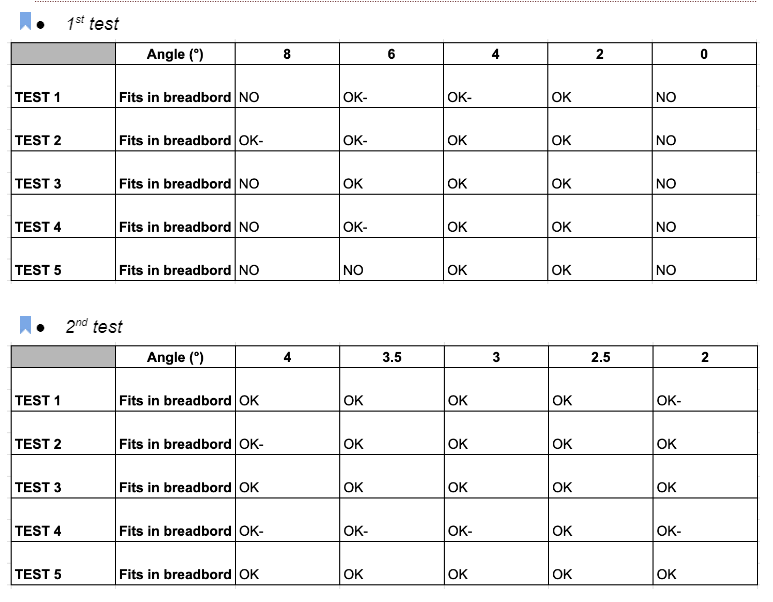 ● 1st test
Angle (º) 8 6 4 2 0
TEST 1 Fits in breadbord NO OK- OK- OK NO
TEST 2 Fits in breadbord OK- OK- OK OK NO
TEST 3 Fits in breadbord NO OK OK OK NO
TEST 4 Fits in breadbord NO OK- OK OK NO
TEST 5 Fits in breadbord NO NO OK OK NO
● 2nd test
Angle (º) 4 3.5 3 2.5 2
TEST 1 Fits in breadbord OK OK OK OK OK-
TEST 2 Fits in breadbord OK- OK OK OK OK
TEST 3 Fits in breadbord OK OK OK OK OK
TEST 4 Fits in breadbord OK- OK- OK- OK OK-
TEST 5 Fits in breadbord OK OK OK OK OK